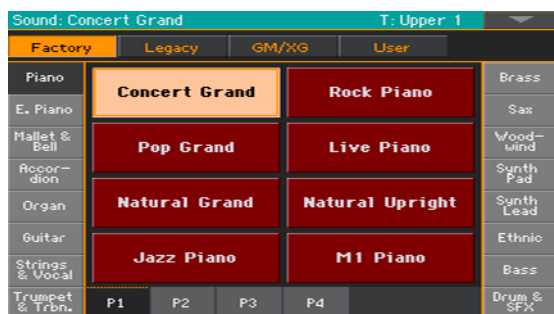 Sound: Concert Grand T: Upper 1
Factory Legacy GM/XG User
Piano
E. Piano
Mallet &
Bell
Accor-
dion
Organ
Guitar
Strings
& Vocal
Trumpet
& Trbn.
Concert Grand Rock Piano
Pop Grand Live Piano
Natural Grand Natural Upright
Jazz Piano M1 Piano
P1 P2 P3 P4
Brass
Sax
Wood-
wind
Synth
Pad
Synth
Lead
Ethnic
Bass
Drum &
SFX